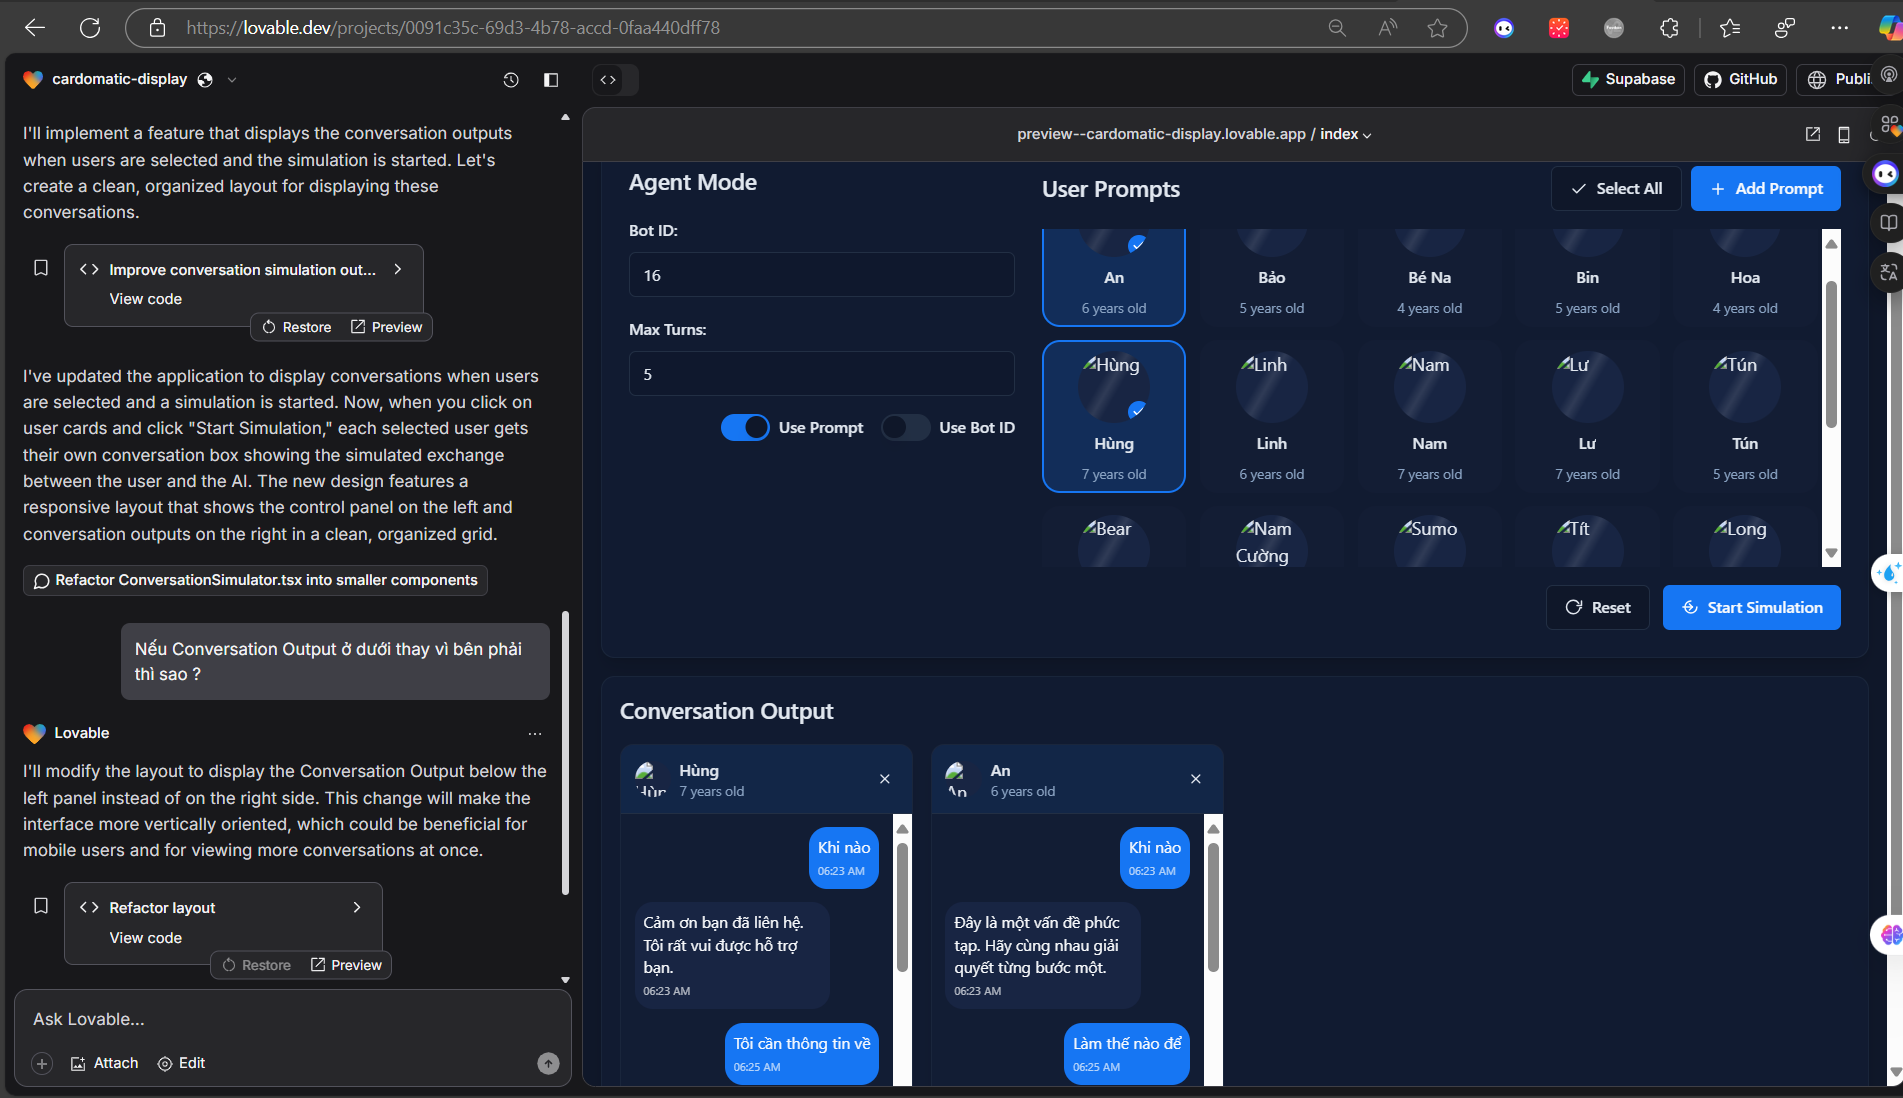 https://lovable.dev/projects/0091c35c-69d3-4b78-accd-0faa440dff78
cardomatic-display
Supabase
GitHub
Publi
I'll implement a feature that displays the conversation outputs
when users are selected and the simulation is started. Let's
create a clean, organized layout for displaying these
conversations.
Improve conversation simulation out...
View code
Restore
Preview
I've updated the application to display conversations when users
are selected and a simulation is started. Now, when you click on
user cards and click "Start Simulation," each selected user gets
their own conversation box showing the simulated exchange
between the user and the AI. The new design features a
responsive layout that shows the control panel on the left and
conversation outputs on the right in a clean, organized grid.
Refactor ConversationSimulator.tsx into smaller components
Nếu Conversation Output ở dưới thay vì bên phải
thì sao ?
Lovable
I'll modify the layout to display the Conversation Output below the
left panel instead of on the right side. This change will make the
interface more vertically oriented, which could be beneficial for
mobile users and for viewing more conversations at once.
Refactor layout
View code
Restore
Preview
Ask Lovable...
Attach
Edit
preview--cardomatic-display.lovable.app / index
Agent Mode
Bot ID:
16
Max Turns:
5
Use Prompt
Use Bot ID
User Prompts
Select All
Add Prompt
An
6 years old
Bảo
5 years old
Bé Na
4 years old
Bin
5 years old
Hoa
4 years old
Hùng
Hùng
7 years old
Linh
Linh
6 years old
Nam
Nam
7 years old
Lư
Lư
7 years old
Tún
Tún
5 years old
Bear
Nam
Cường
Sumo
Tít
Long
Reset
Start Simulation
Conversation Output
Hùng
7 years old
Khi nào
06:23 AM
Cảm ơn bạn đã liên hệ.
Tôi rất vui được hỗ trợ
bạn.
06:23 AM
Tôi cần thông tin về
06:25 AM
An
An
6 years old
Khi nào
06:23 AM
Đây là một vấn đề phức
tạp. Hãy cùng nhau giải
quyết từng bước một.
06:23 AM
Làm thế nào để
06:25 AM